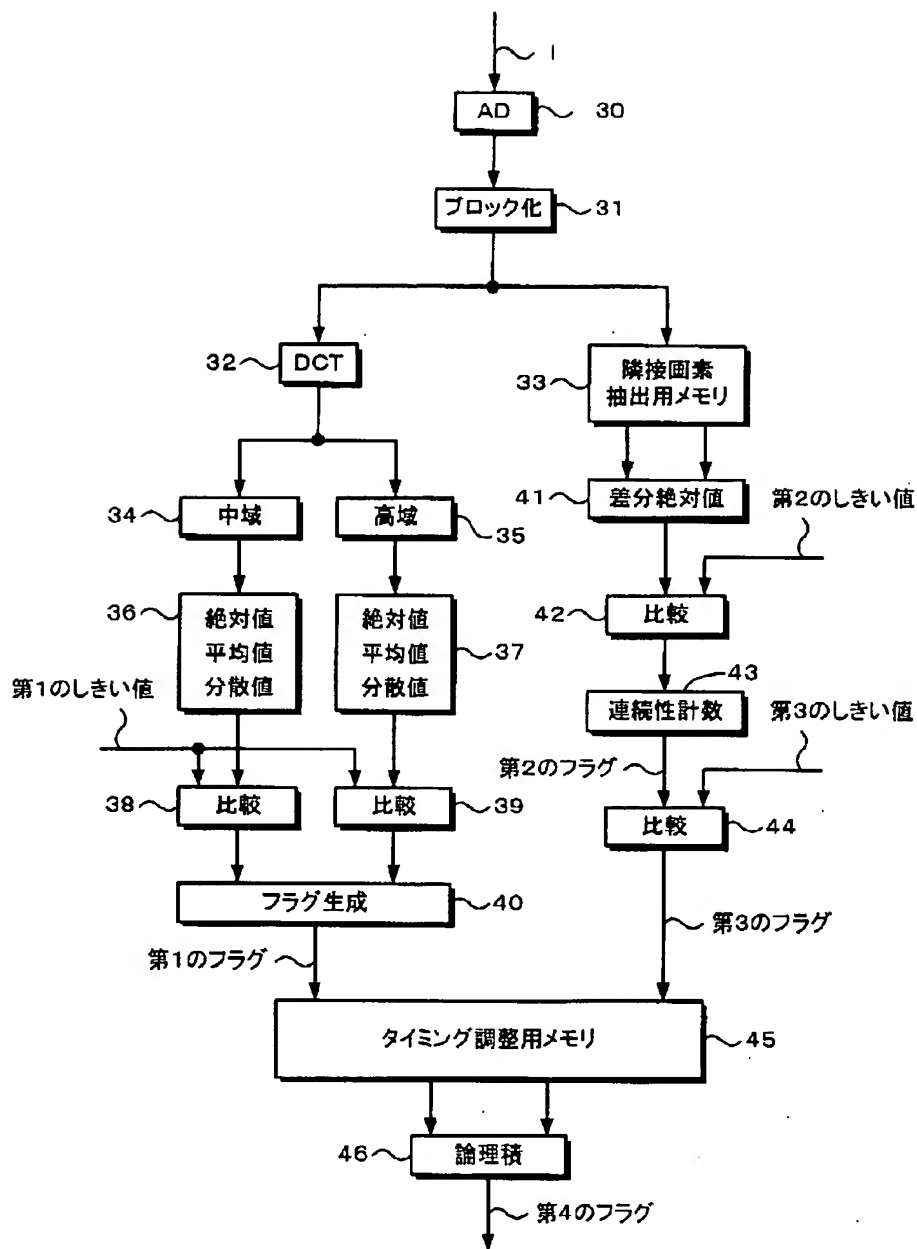 1
AD
30
ブロック化
31
32
DCT
33
隣接画素
抽出用メモリ
34
中域
高域
35
41
差分絶対値
第2のしきい値
36
絶対値
平均値
分散値
絶対値
平均値
分散値
37
42
比較
43
連続性計数
第1のしきい値
第3のしきい値
第2のフラグ
38
比較
比較
39
比較
44
フラグ生成
40
第1のフラグ
第3のフラグ
タイミング調整用メモリ
45
46
論理積
第4のフラグ